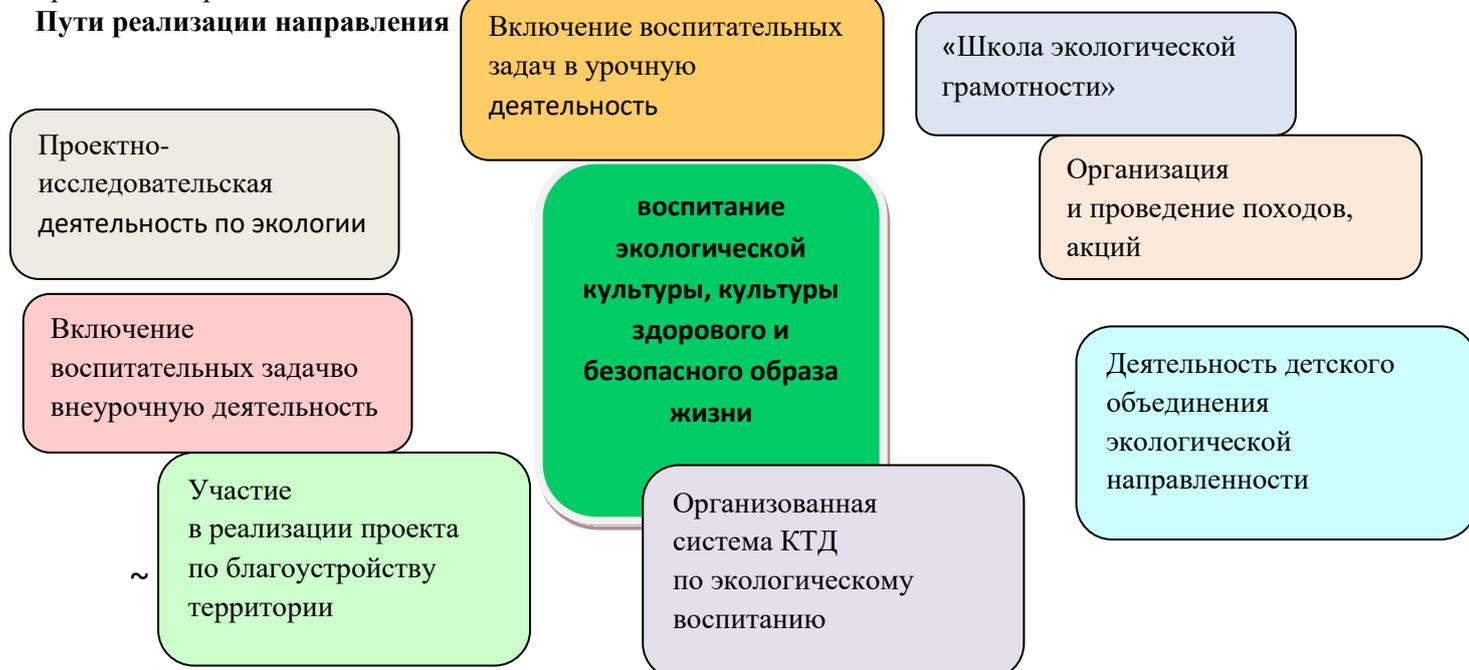 Пути реализации направления
Включение воспитательных
задач в урочную
деятельность
«Школа экологической
грамотности»
Проектно-
исследовательская
деятельность по экологии
Организация
и проведение походов,
акций
воспитание
экологической
культуры, культуры
здорового и
безопасного образа
жизни
Включение
воспитательных задачво
внеурочную деятельность
Деятельность детского
объединения
экологической
направленности
Участие
в реализации проекта
по благоустройству
территории
~
Организованная
система КТД
по экологическому
воспитанию